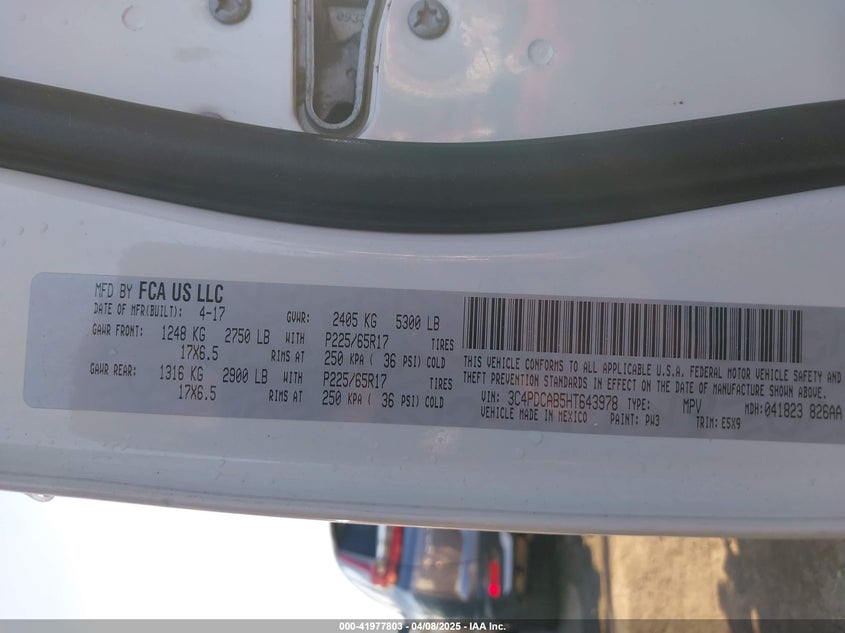 093
MFD BY FCA US LLC
DATE OF MFR(BUILT): 4-17 GVWR: 2405 KG 5300 LB
GAWR FRONT: 1248 KG 2750 LB WITH P225/65R17 TIRES
17X6.5 RIMS AT 250 KPA ( 36 PSI) COLD
GAWR REAR: 1316 KG 2900 LB WITH P225/65R17 TIRES
17X6.5 RIMS AT 250 KPA ( 36 PSI) COLD
THIS VEHICLE CONFORMS TO ALL APPLICABLE U.S.A. FEDERAL MOTOR VEHICLE SAFETY AND
THEFT PREVENTION STANDARDS IN EFFECT ON THE DATE OF MANUFACTURE SHOWN ABOVE.
VIN: 3C4PDCAB5HT643978 TYPE: MPV MDH:041823 826AA
VEHICLE MADE IN MEXICO PAINT: PW3 TRIM: E5X9
000-41977803 - 04/08/2025 - IAA Inc.